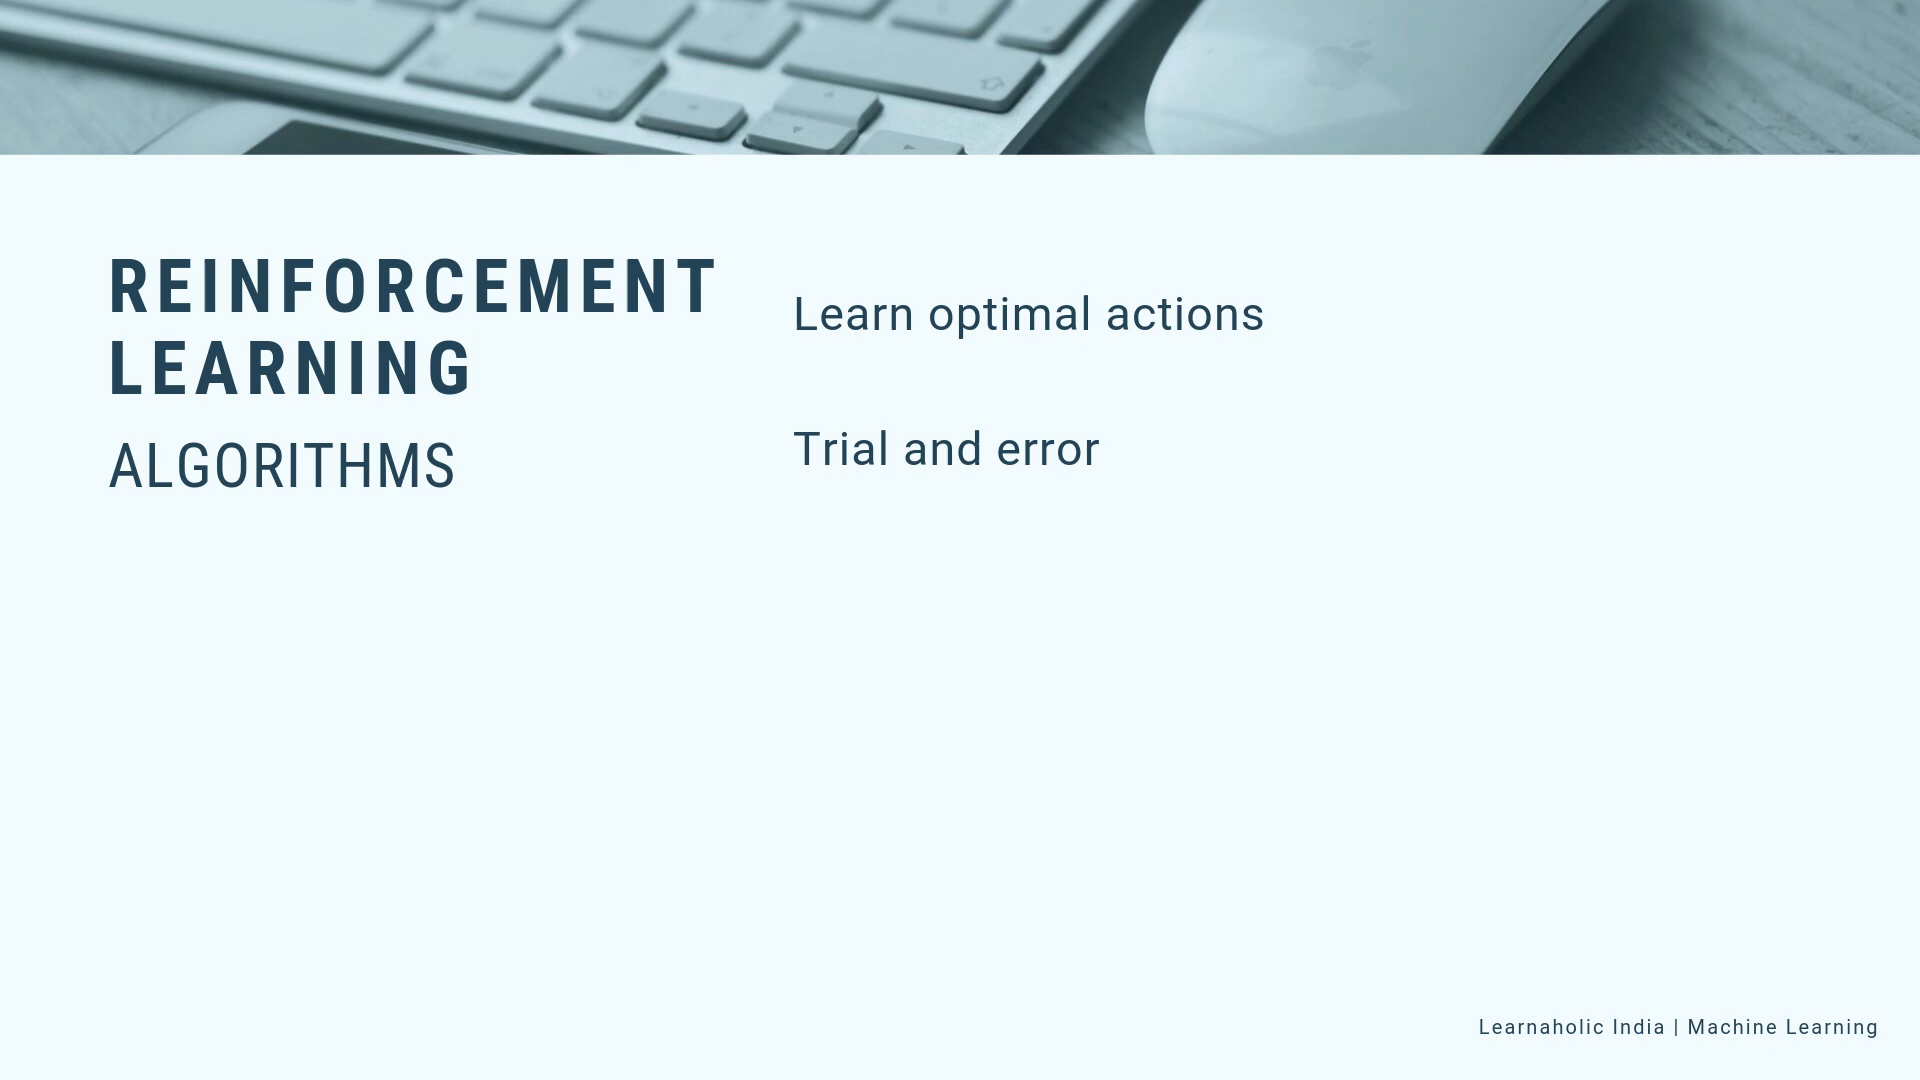 REINFORCEMENT
LEARNING
ALGORITHMS
Learn optimal actions
Trial and error
Learnaholic India | Machine Learning